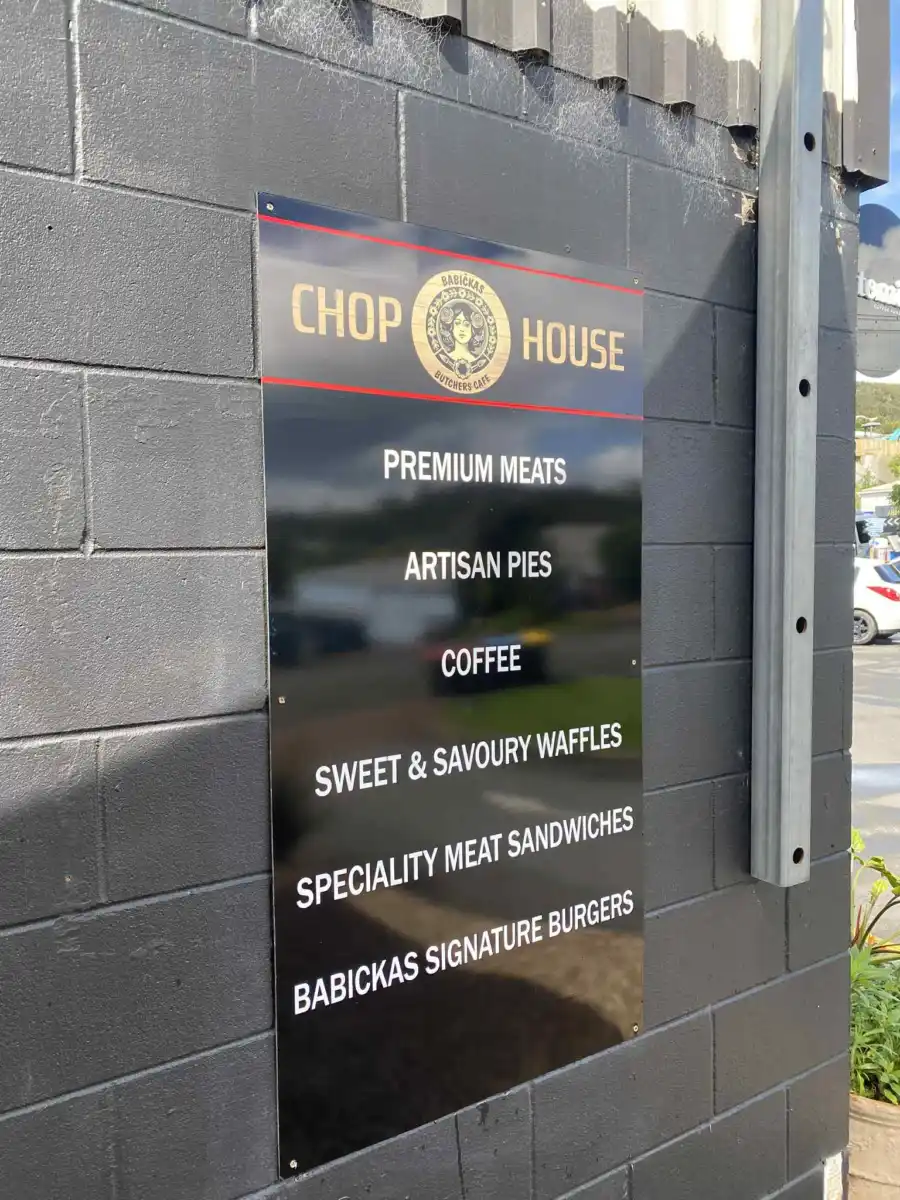 CHOP HOUSE
BABIČKAS
BUTCHERS CAFE
PREMIUM MEATS
ARTISAN PIES
COFFEE
SWEET & SAVOURY WAFFLES
SPECIALITY MEAT SANDWICHES
BABICKAS SIGNATURE BURGERS